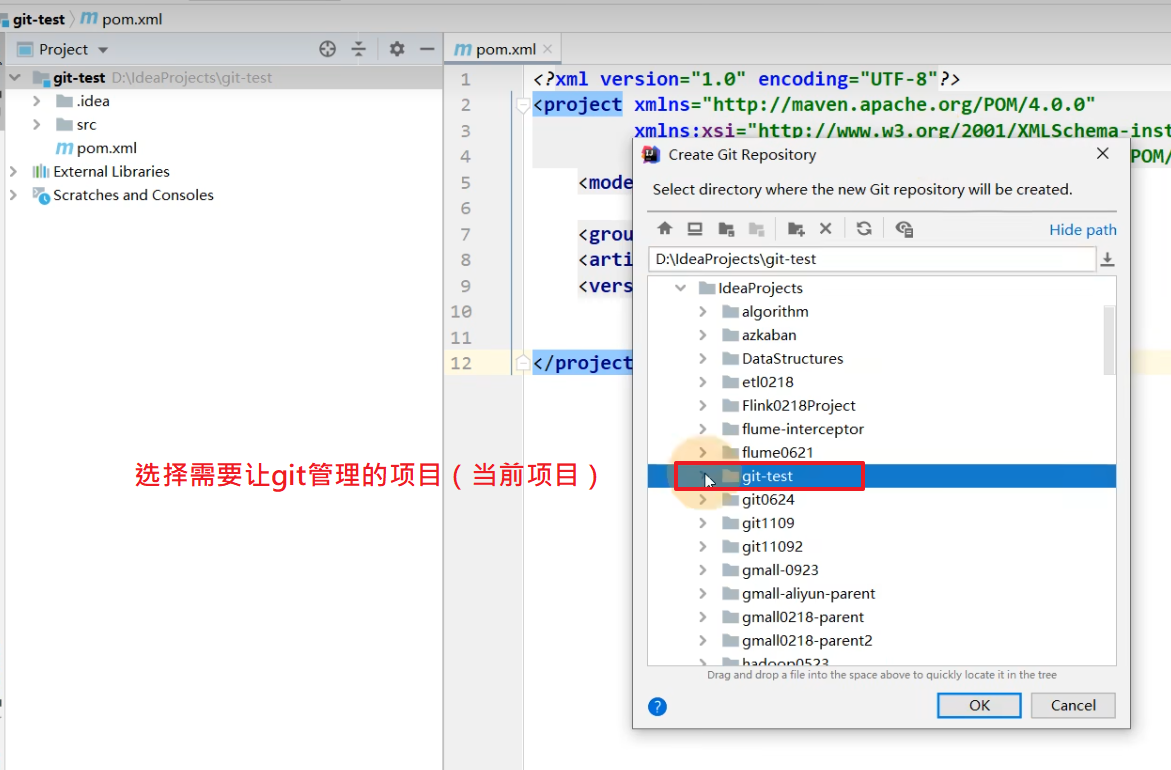 git-test pom.xml
Project
pom.xml
git-test D:\IdeaProjects\git-test
.idea
src
pom.xml
External Libraries
Scratches and Consoles
1 <?xml version="1.0" encoding="UTF-8"?>
2 <project xmlns="http://maven.apache.org/POM/4.0.0"
3 xmlns:xsi="http://www.w3.org/2001/XMLSchema-inst
4 POM/
5 <mode
6
7 <grou
8 <arti
9 <vers
10
11
12 </project
Create Git Repository
Select directory where the new Git repository will be created.
Hide path
D:\IdeaProjects\git-test
IdeaProjects
algorithm
azkaban
DataStructures
etl0218
Flink0218Project
flume-interceptor
flume0621
git-test
git0624
git1109
git11092
gmall-0923
gmall-aliyun-parent
gmall0218-parent
gmall0218-parent2
hadoop0523
Drag and drop a file into the space above to quickly locate it in the tree
? OK Cancel
选择需要让git管理的项目（当前项目）